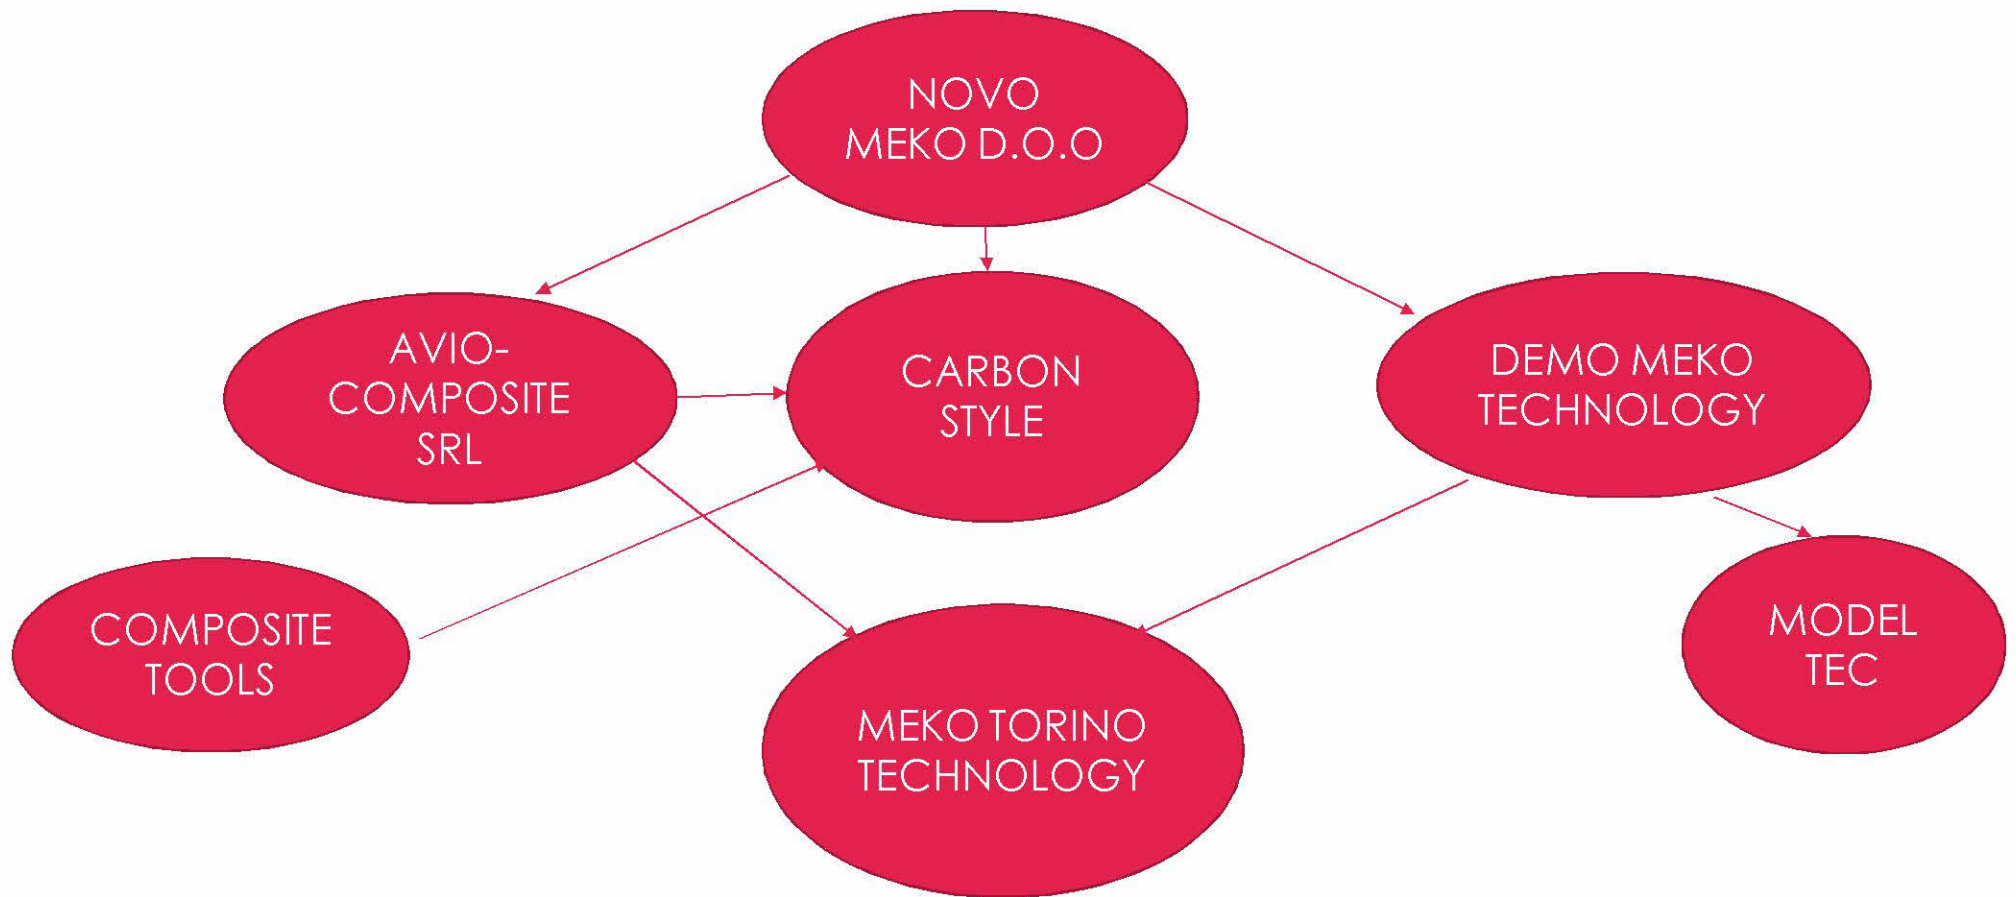 NOVO
MEKO D.O.O
AVIO-
COMPOSITE
SRL
CARBON
STYLE
DEMO MEKO
TECHNOLOGY
COMPOSITE
TOOLS
MEKO TORINO
TECHNOLOGY
MODEL
TEC